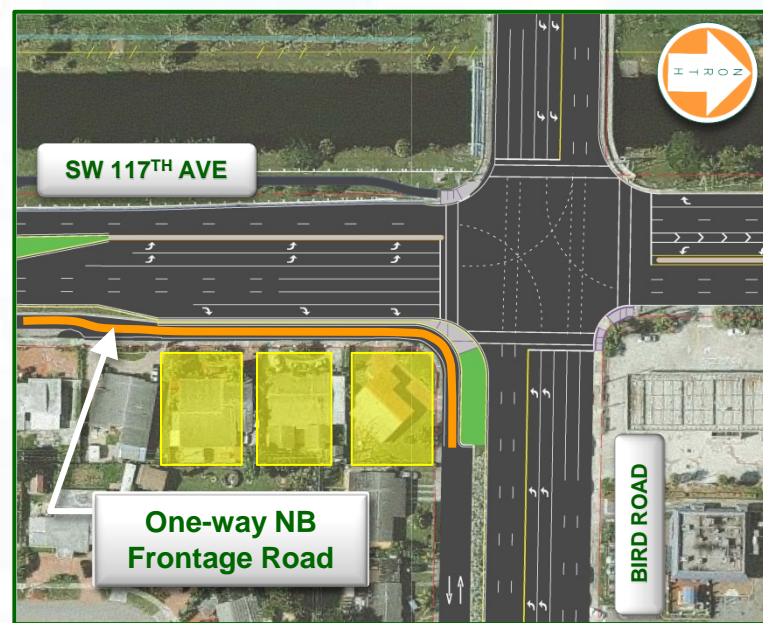 NORTH
SW 117TH AVE
One-way NB
Frontage Road
BIRD ROAD